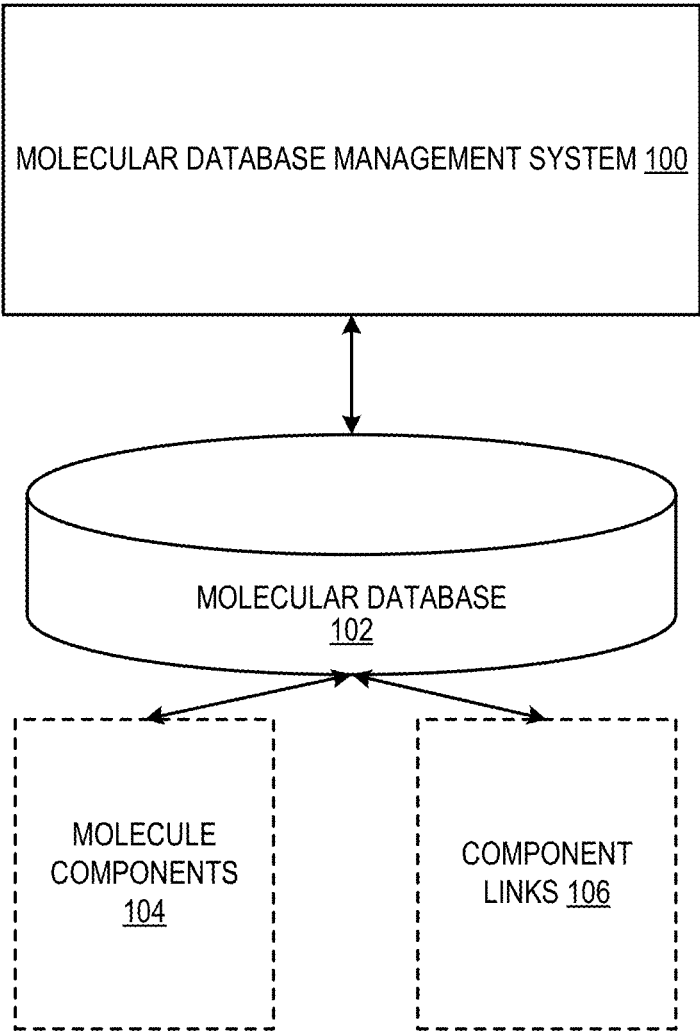 MOLECULAR DATABASE MANAGEMENT SYSTEM 100
MOLECULAR DATABASE
102
MOLECULE
COMPONENTS
104
COMPONENT
LINKS 106